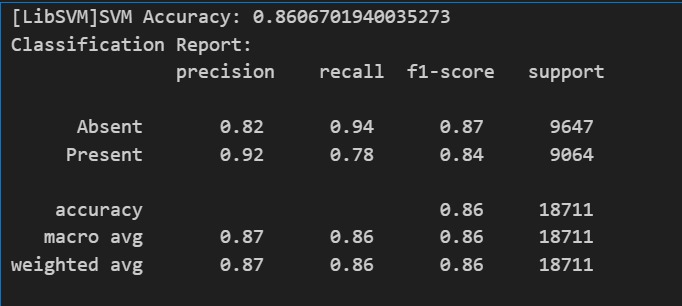 [LibSVM]SVM Accuracy: 0.8606701940035273
Classification Report:
precision recall f1-score support
Absent 0.82 0.94 0.87 9647
Present 0.92 0.78 0.84 9064
accuracy 0.86 18711
macro avg 0.87 0.86 0.86 18711
weighted avg 0.87 0.86 0.86 18711